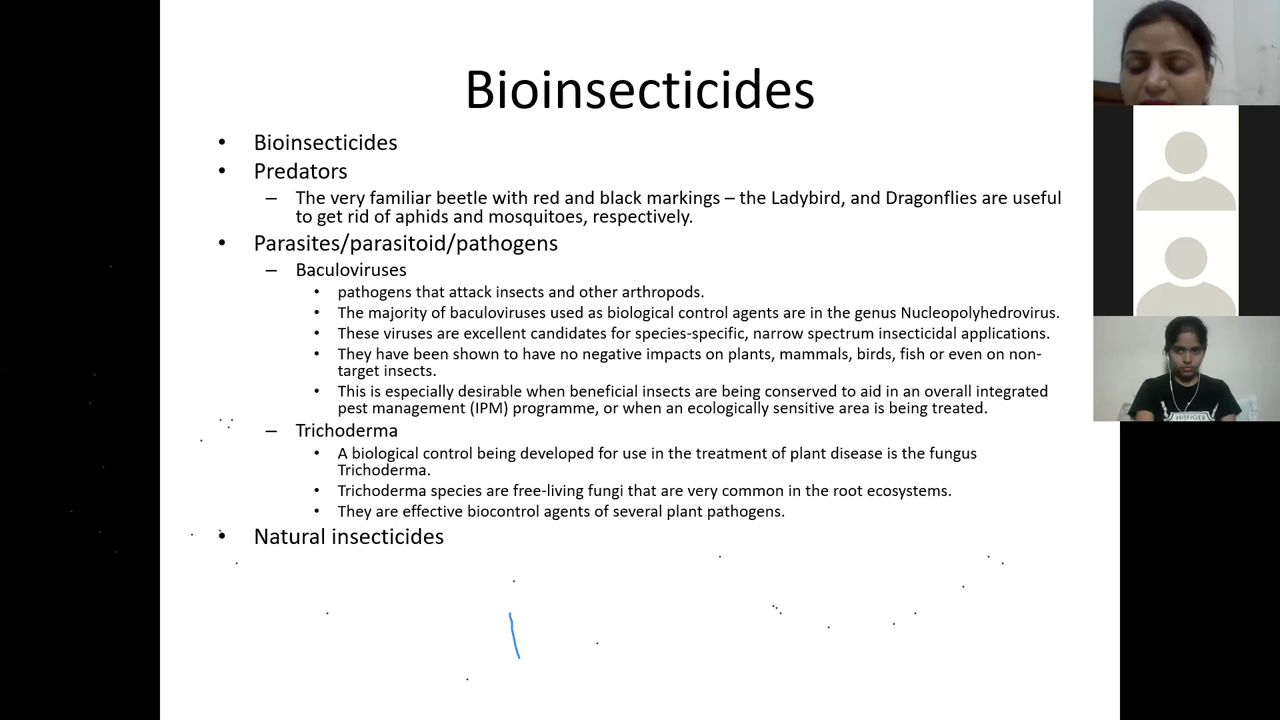 Bioinsecticides
• Bioinsecticides
• Predators
– The very familiar beetle with red and black markings – the Ladybird, and Dragonflies are useful
to get rid of aphids and mosquitoes, respectively.
• Parasites/parasitoid/pathogens
– Baculoviruses
• pathogens that attack insects and other arthropods.
• The majority of baculoviruses used as biological control agents are in the genus Nucleopolyhedrovirus.
• These viruses are excellent candidates for species-specific, narrow spectrum insecticidal applications.
• They have been shown to have no negative impacts on plants, mammals, birds, fish or even on non-
target insects.
• This is especially desirable when beneficial insects are being conserved to aid in an overall integrated
pest management (IPM) programme, or when an ecologically sensitive area is being treated.
– Trichoderma
• A biological control being developed for use in the treatment of plant disease is the fungus
Trichoderma.
• Trichoderma species are free-living fungi that are very common in the root ecosystems.
• They are effective biocontrol agents of several plant pathogens.
• Natural insecticides